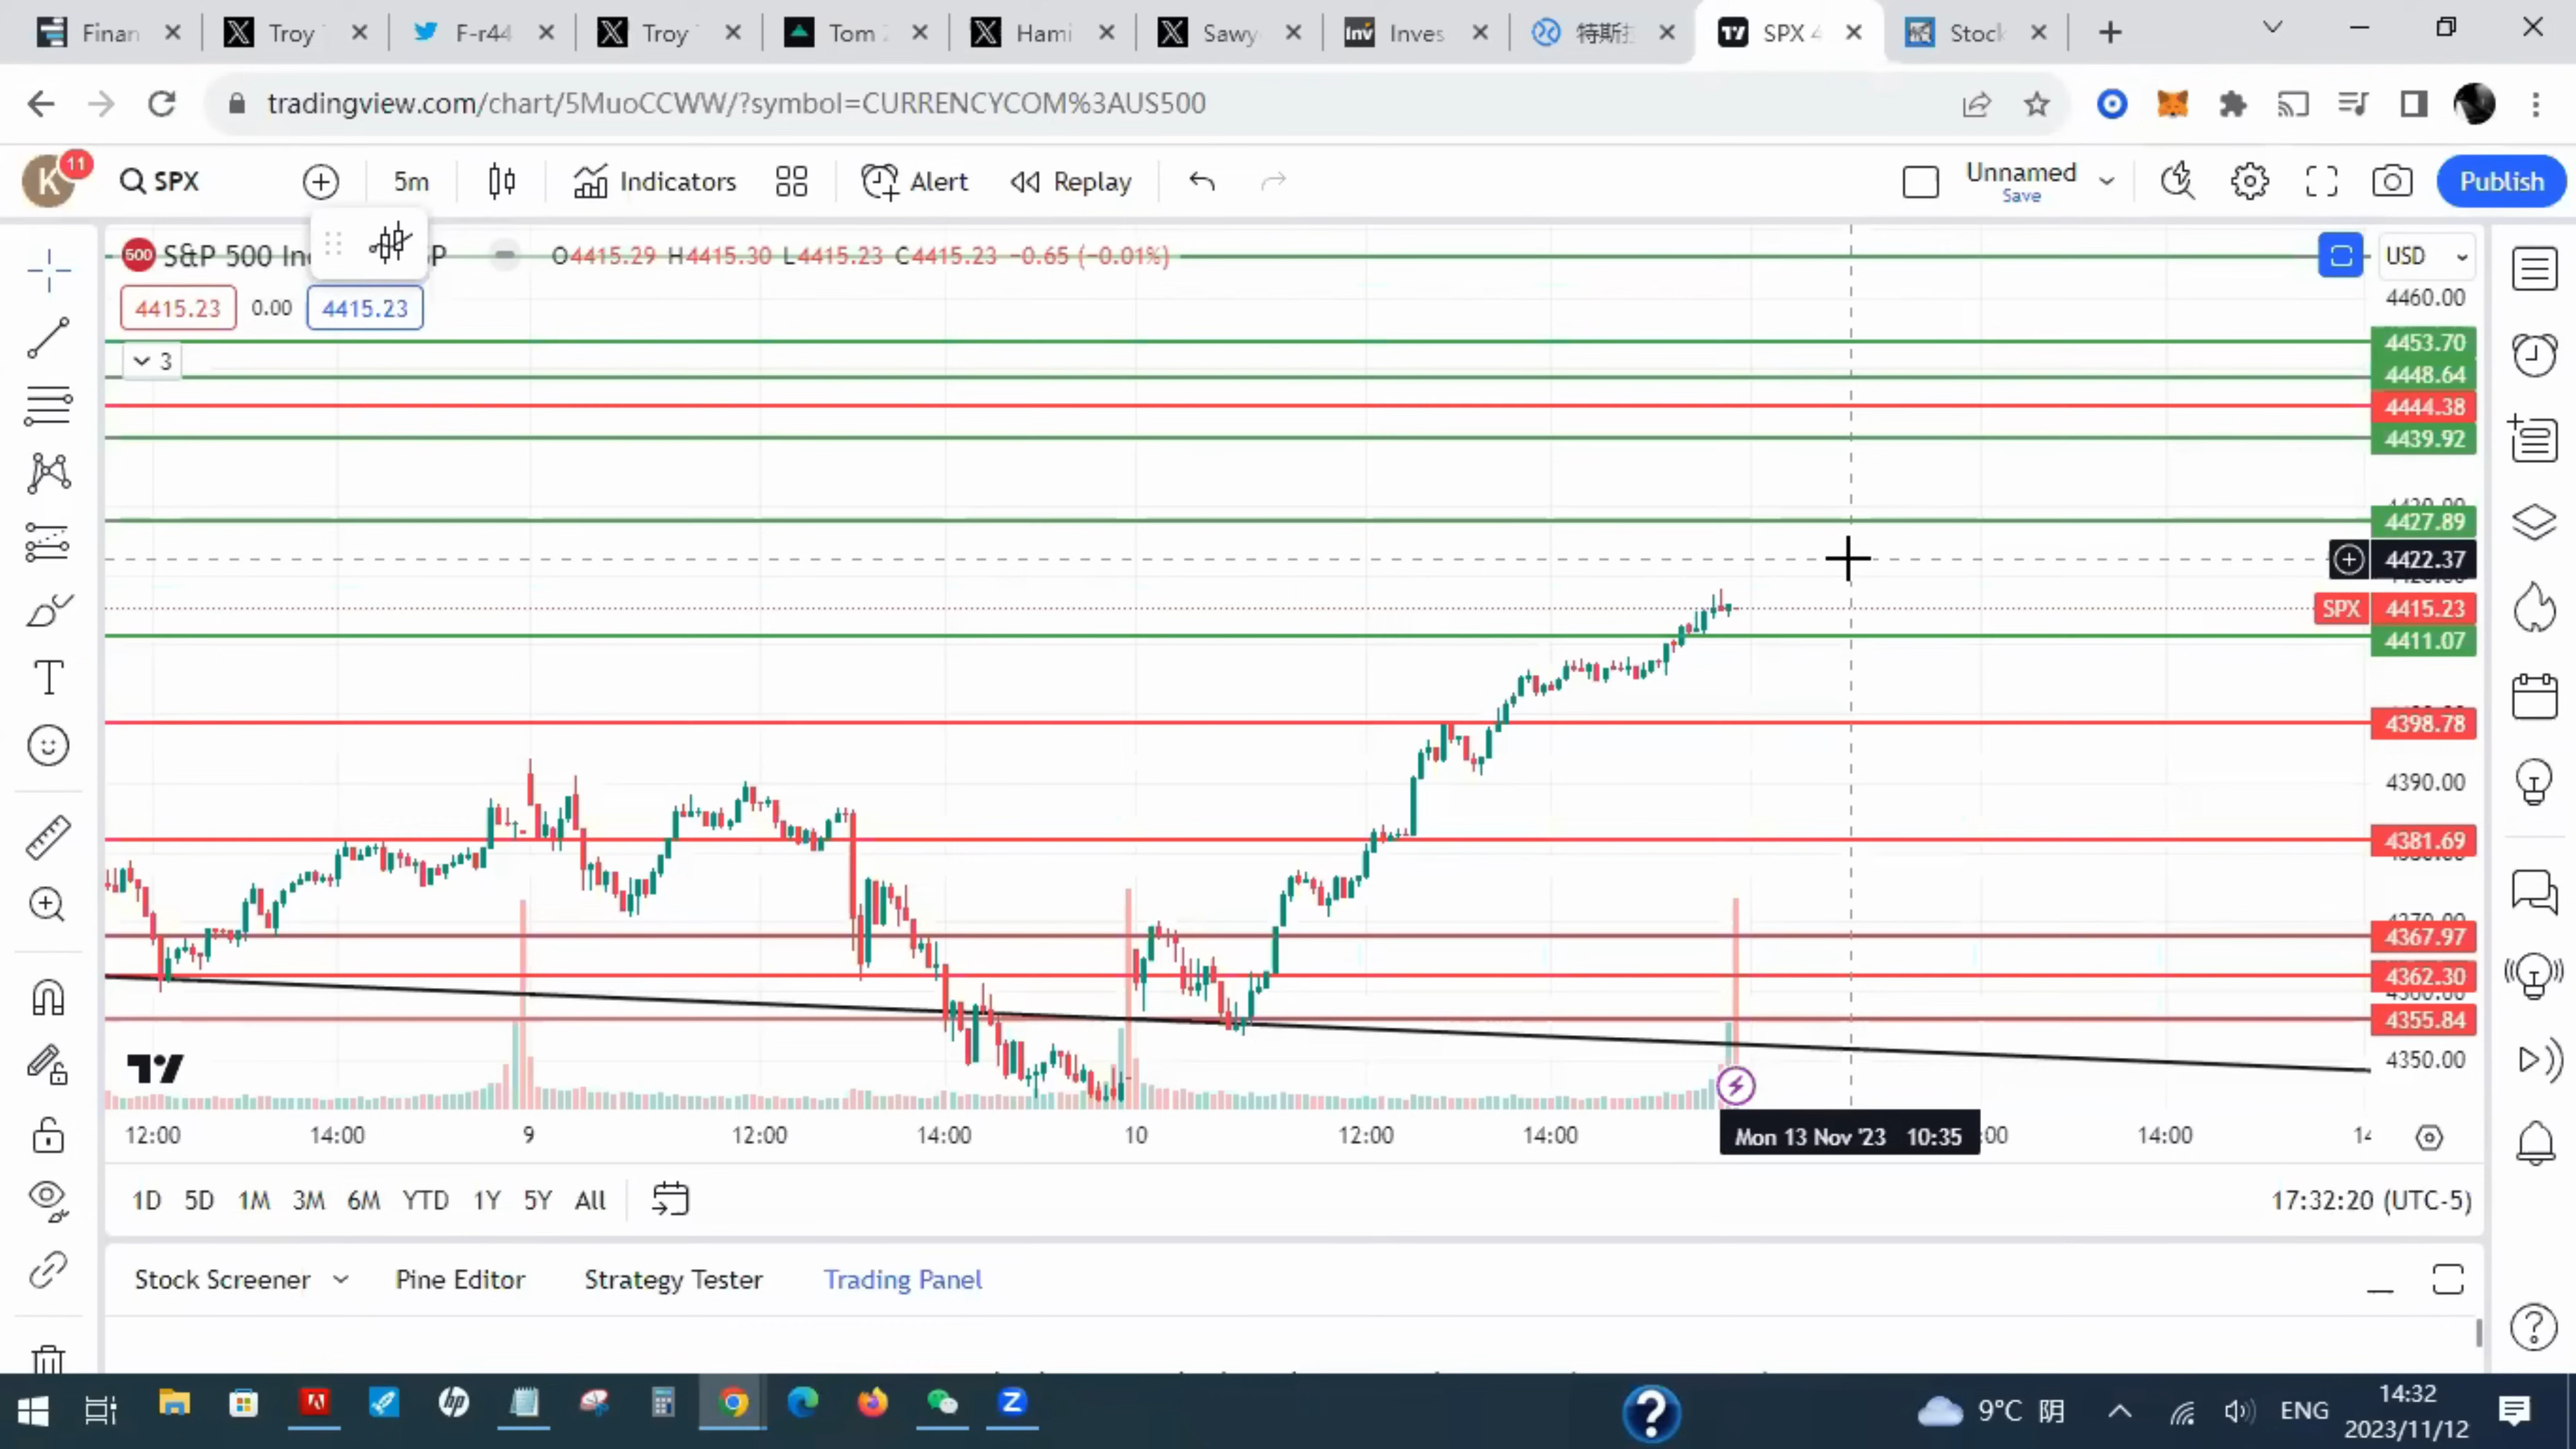 Finan
Troy
F-r44
Troy
Tom
Hami
Sawy
Inves
特斯
SPX 4
Stock
tradingview.com/chart/5MuoCCWW/?symbol=CURRENCYCOM%3AUS500
K 11 SPX 5m Indicators Alert Replay Unnamed Publish
Save
500 S&P 500 In P O4415.29 H4415.30 L4415.23 C4415.23 −0.65 (−0.01%) USD
4415.23 0.00 4415.23
3
4460.00
4453.70
4448.64
4444.38
4439.92
4427.89
4422.37
SPX 4415.23
4411.07
4398.78
4390.00
4381.69
4367.97
4362.30
4355.84
4350.00
12:00 14:00 9 12:00 14:00 10 12:00 14:00 Mon 13 Nov '23 10:35 :00 14:00 14
1D 5D 1M 3M 6M YTD 1Y 5Y All 17:32:20 (UTC-5)
Stock Screener Pine Editor Strategy Tester Trading Panel
9°C 阴 ENG 14:32
2023/11/12